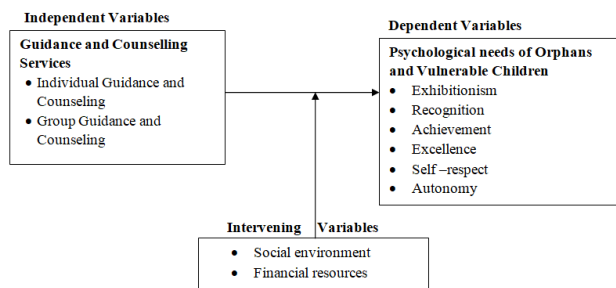 Independent Variables
Guidance and Counselling
Services
• Individual Guidance and
Counseling
• Group Guidance and
Counseling
Dependent Variables
Psychological needs of Orphans
and Vulnerable Children
• Exhibitionism
• Recognition
• Achievement
• Excellence
• Self –respect
• Autonomy
Intervening Variables
• Social environment
• Financial resources